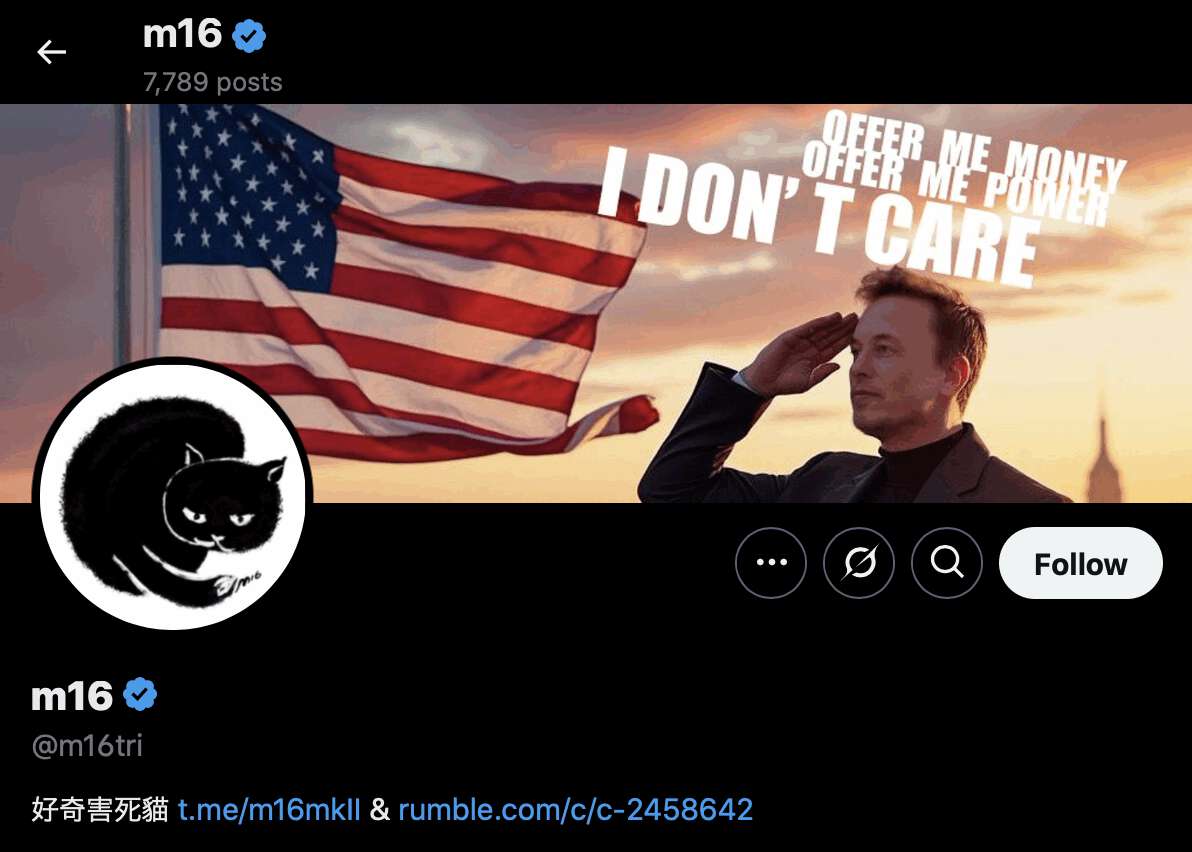 m16
7,789 posts
OFFER ME MONEY
OFFER ME POWER
I DON'T CARE
m16
Follow
m16
@m16tri
好奇害死貓 t.me/m16mkII & rumble.com/c/c-2458642